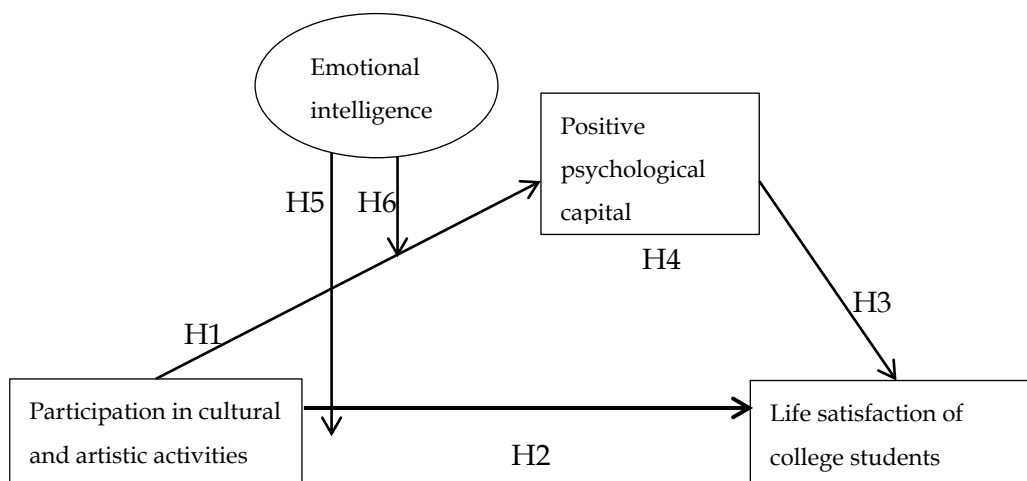 Emotional
intelligence
Positive
psychological
capital
H5
H6
H4
H3
H1
Participation in cultural
and artistic activities
Life satisfaction of
college students
H2